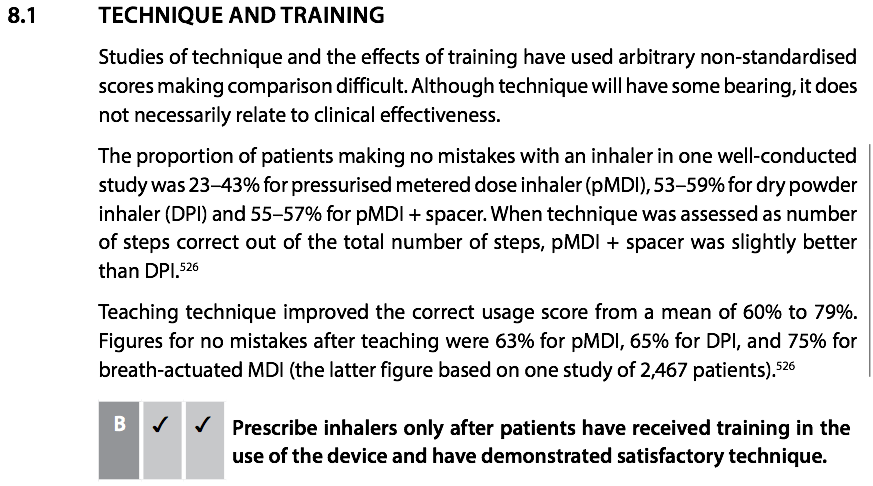 8.1 TECHNIQUE AND TRAINING
Studies of technique and the effects of training have used arbitrary non-standardised
scores making comparison difficult. Although technique will have some bearing, it does
not necessarily relate to clinical effectiveness.
The proportion of patients making no mistakes with an inhaler in one well-conducted
study was 23–43% for pressurised metered dose inhaler (pMDI), 53–59% for dry powder
inhaler (DPI) and 55–57% for pMDI + spacer. When technique was assessed as number
of steps correct out of the total number of steps, pMDI + spacer was slightly better
than DPI.526
Teaching technique improved the correct usage score from a mean of 60% to 79%.
Figures for no mistakes after teaching were 63% for pMDI, 65% for DPI, and 75% for
breath-actuated MDI (the latter figure based on one study of 2,467 patients).526
B ✓ ✓ Prescribe inhalers only after patients have received training in the
use of the device and have demonstrated satisfactory technique.